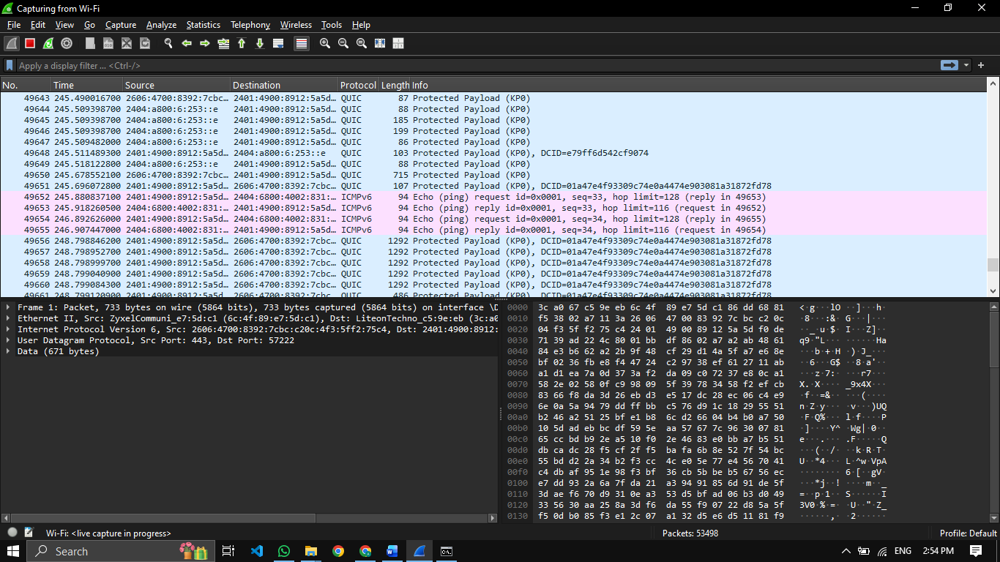 Capturing from Wi-Fi
File Edit View Go Capture Analyze Statistics Telephony Wireless Tools Help
Apply a display filter ... <Ctrl-/>
No. Time Source Destination Protocol Length Info
49643 245.490016700 2606:4700:8392:7cbc… 2401:4900:8912:5a5d… QUIC 87 Protected Payload (KP0)
49644 245.509398700 2404:a800:6:253::e 2401:4900:8912:5a5d… QUIC 88 Protected Payload (KP0)
49645 245.509398700 2404:a800:6:253::e 2401:4900:8912:5a5d… QUIC 185 Protected Payload (KP0)
49646 245.509398700 2404:a800:6:253::e 2401:4900:8912:5a5d… QUIC 199 Protected Payload (KP0)
49647 245.509482000 2404:a800:6:253::e 2401:4900:8912:5a5d… QUIC 86 Protected Payload (KP0)
49648 245.511489300 2401:4900:8912:5a5d… 2404:a800:6:253::e QUIC 103 Protected Payload (KP0), DCID=e79ff6d542cf9074
49649 245.518122800 2404:a800:6:253::e 2401:4900:8912:5a5d… QUIC 88 Protected Payload (KP0)
49650 245.678552100 2606:4700:8392:7cbc… 2401:4900:8912:5a5d… QUIC 715 Protected Payload (KP0)
49651 245.696072800 2401:4900:8912:5a5d… 2606:4700:8392:7cbc… QUIC 107 Protected Payload (KP0), DCID=01a47e4f93309c74e0a4474e903081a31872fd78
49652 245.880837100 2401:4900:8912:5a5d… 2404:6800:4002:831:… ICMPv6 94 Echo (ping) request id=0x0001, seq=33, hop limit=128 (reply in 49653)
49653 245.918260500 2404:6800:4002:831:… 2401:4900:8912:5a5d… ICMPv6 94 Echo (ping) reply id=0x0001, seq=33, hop limit=116 (request in 49652)
49654 246.892626000 2401:4900:8912:5a5d… 2404:6800:4002:831:… ICMPv6 94 Echo (ping) request id=0x0001, seq=34, hop limit=128 (reply in 49655)
49655 246.907447000 2404:6800:4002:831:… 2401:4900:8912:5a5d… ICMPv6 94 Echo (ping) reply id=0x0001, seq=34, hop limit=116 (request in 49654)
49656 248.798846200 2401:4900:8912:5a5d… 2606:4700:8392:7cbc… QUIC 1292 Protected Payload (KP0), DCID=01a47e4f93309c74e0a4474e903081a31872fd78
49657 248.798952700 2401:4900:8912:5a5d… 2606:4700:8392:7cbc… QUIC 1292 Protected Payload (KP0), DCID=01a47e4f93309c74e0a4474e903081a31872fd78
49658 248.798999700 2401:4900:8912:5a5d… 2606:4700:8392:7cbc… QUIC 1292 Protected Payload (KP0), DCID=01a47e4f93309c74e0a4474e903081a31872fd78
49659 248.799040900 2401:4900:8912:5a5d… 2606:4700:8392:7cbc… QUIC 1292 Protected Payload (KP0), DCID=01a47e4f93309c74e0a4474e903081a31872fd78
49660 248.799084300 2401:4900:8912:5a5d… 2606:4700:8392:7cbc… QUIC 1292 Protected Payload (KP0), DCID=01a47e4f93309c74e0a4474e903081a31872fd78
49661 248.799120900 2401:4900:8912:5a5d… 2606:4700:8392:7cbc… QUIC 486 Protected Payload (KP0), DCID=01a47e4f93309c74e0a4474e903081a31872fd78
Frame 1: Packet, 733 bytes on wire (5864 bits), 733 bytes captured (5864 bits) on interface \D
Ethernet II, Src: ZyxelCommuni_e7:5d:c1 (6c:4f:89:e7:5d:c1), Dst: LiteonTechno_c5:9e:eb (3c:a0
Internet Protocol Version 6, Src: 2606:4700:8392:7cbc:c20c:4f3:5ff2:75c4, Dst: 2401:4900:8912:
User Datagram Protocol, Src Port: 443, Dst Port: 57222
Data (671 bytes)
0000 3c a0 67 c5 9e eb 6c 4f 89 e7 5d c1 86 dd 68 81
0010 f5 38 02 a7 11 3a 26 06 47 00 83 92 7c bc c2 0c
0020 04 f3 5f f2 75 c4 24 01 49 00 89 12 5a 5d f0 de
0030 71 39 ad 22 4c 80 01 bb df 86 02 a7 a2 ab 48 61
0040 84 e3 b6 62 a2 2b 9f 48 cf 29 d1 4a 5f a7 e6 8e
0050 bf 02 36 fb e8 f4 47 24 c2 97 38 ef 61 27 11 ab
0060 a1 d1 ea 7a 0d 37 3a f2 da 09 c0 72 37 e8 0c a1
0070 58 2e 02 58 0f c9 98 09 5f 39 78 34 58 f2 ef cb
0080 83 66 f8 da 3d 26 eb d3 e5 17 dc 28 ec 06 c4 e9
0090 6e 0a 5a 94 79 dd ff bb c5 76 d9 1c 18 29 55 51
00a0 b2 46 a2 51 25 bf e1 b8 6c d2 66 04 b4 b0 a7 50
00b0 10 5d ad eb bc df 59 5e aa 57 67 7c 96 30 07 81
00c0 65 cc bd b9 2e a5 10 f0 2e 46 83 e0 bb a7 b5 51
00d0 db ca dc 28 f5 cf 2f f5 ba fa 6b 8e 52 7f 54 bc
00e0 55 bd d2 2a 34 b2 f3 cc 4c e0 5e 77 e4 56 70 41
00f0 c4 db af 95 1e 98 f3 bf 36 cb 5b be b5 67 56 ec
0100 e7 dd 93 2a 6a 7f da 21 a3 94 91 85 6d 91 de 5f
0110 3d ae f6 70 d9 31 0e a3 53 d5 bf ad 06 b3 d0 49
0120 33 56 30 aa 25 8a 3d f6 da 55 f9 07 22 d8 5a 5f
0130 f5 0d b0 85 f3 e1 2c 07 a1 32 d5 e6 d5 11 81 f9
Wi-Fi: <live capture in progress>
Packets: 53498
Profile: Default
Search
ENG
2:54 PM